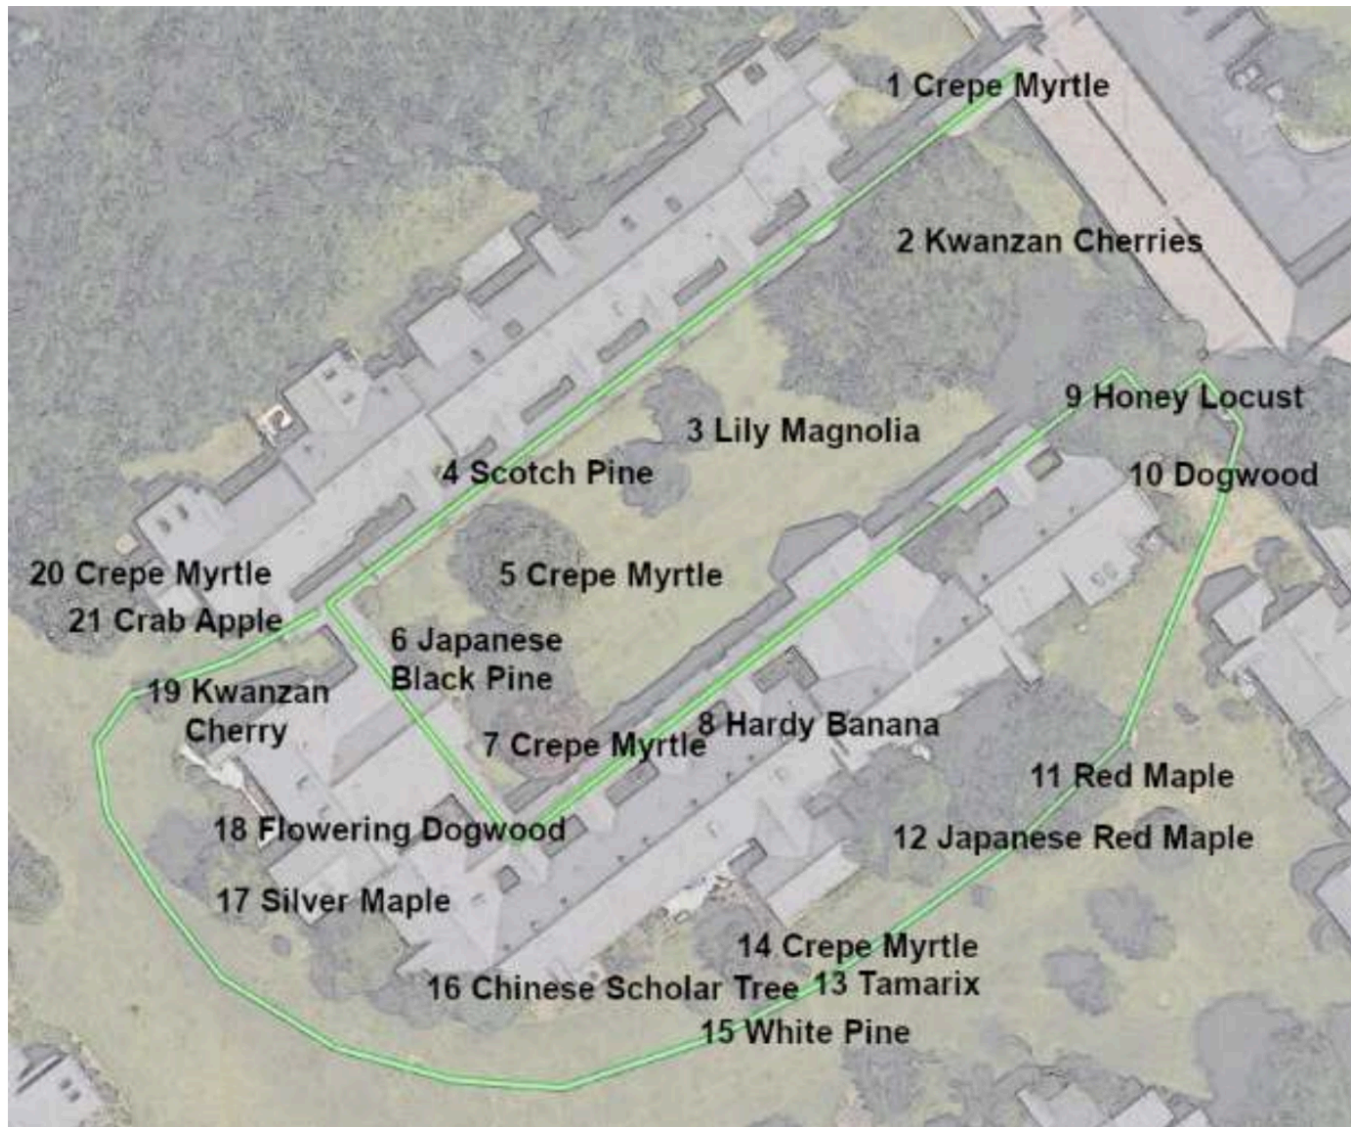 1 Crepe Myrtle
2 Kwanzan Cherries
9 Honey Locust
3 Lily Magnolia
4 Scotch Pine
10 Dogwood
20 Crepe Myrtle
5 Crepe Myrtle
21 Crab Apple
6 Japanese
Black Pine
19 Kwanzan
Cherry
7 Crepe Myrtle
8 Hardy Banana
11 Red Maple
18 Flowering Dogwood
12 Japanese Red Maple
17 Silver Maple
14 Crepe Myrtle
16 Chinese Scholar Tree
13 Tamarix
15 White Pine